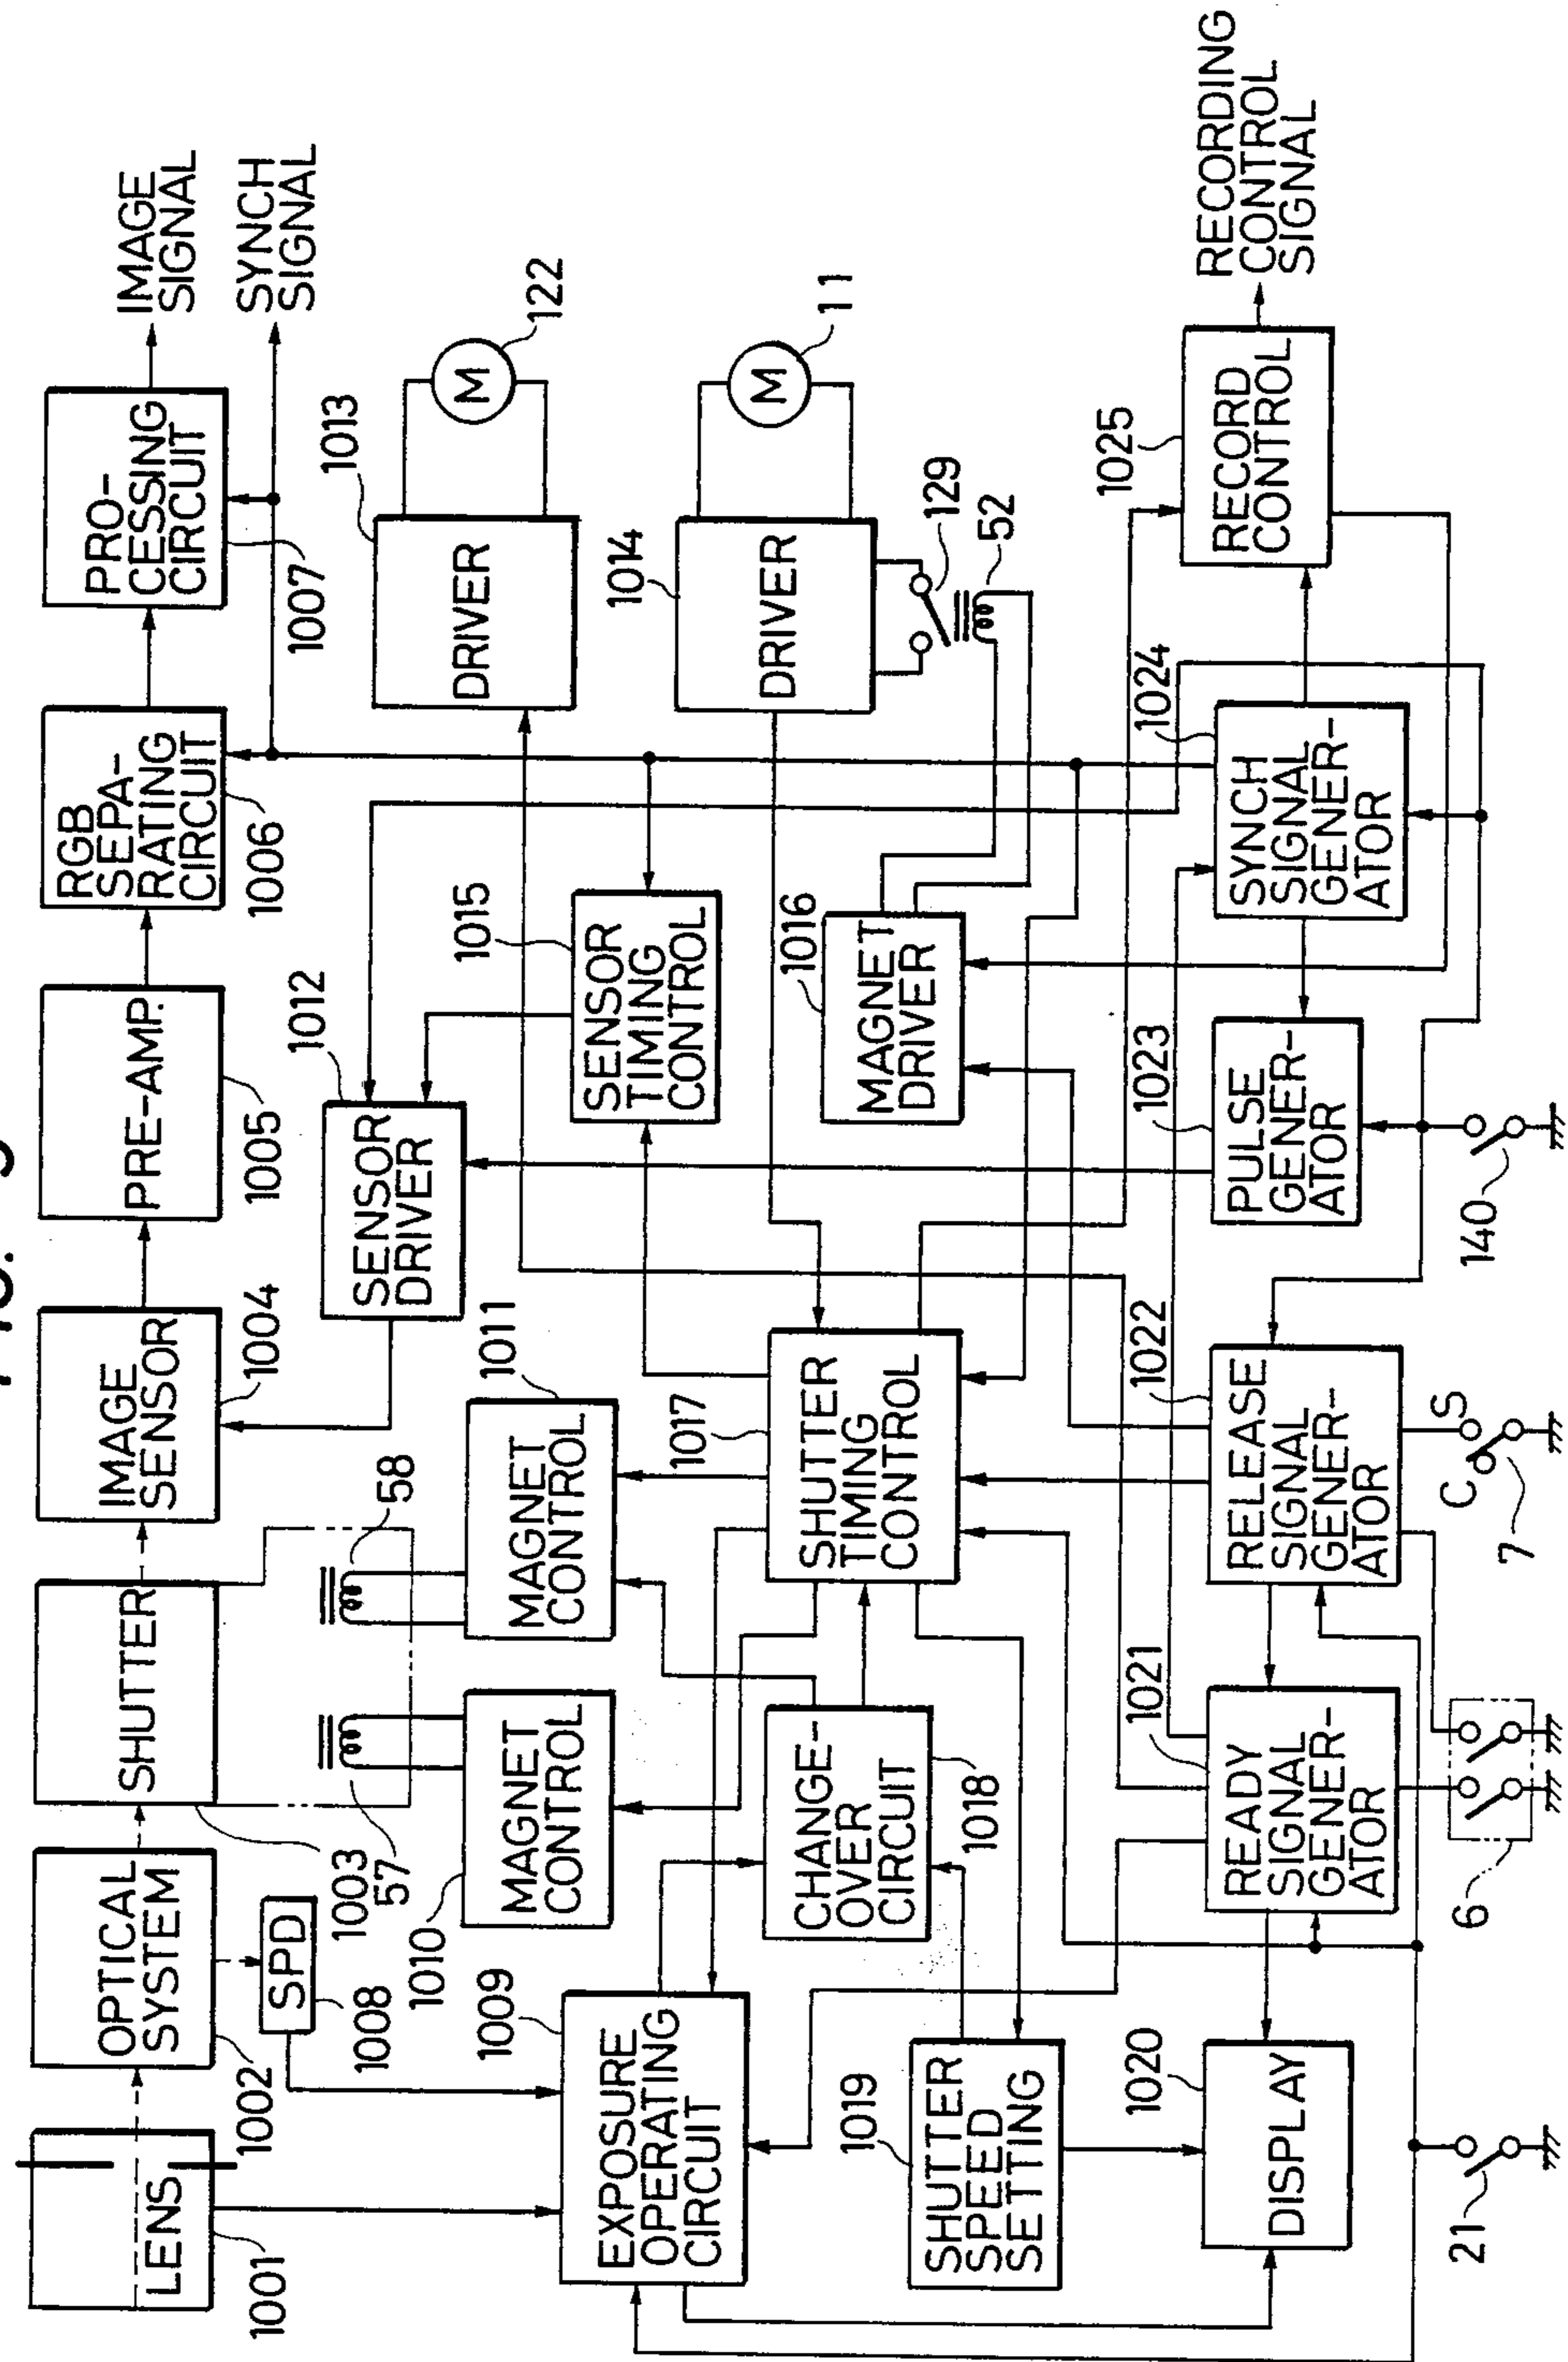 LENS
1001
OPTICAL
SYSTEM
1002
SHUTTER
1003
IMAGE
SENSOR
1004
PRE-AMP.
1005
RGB
SEPA-
RATING
CIRCUIT
1006
PRO-
CESSING
CIRCUIT
1007
IMAGE
SIGNAL
SYNCH
SIGNAL
SPD
1008
57
58
1009
EXPOSURE
OPERATING
CIRCUIT
1010
MAGNET
CONTROL
1011
MAGNET
CONTROL
1012
SENSOR
DRIVER
1013
DRIVER
M
122
1014
DRIVER
M
11
129
52
1015
SENSOR
TIMING
CONTROL
1016
MAGNET
DRIVER
1017
SHUTTER
TIMING
CONTROL
CHANGE-
OVER
CIRCUIT
1018
1019
SHUTTER
SPEED
SETTING
1020
DISPLAY
1021
READY
SIGNAL
GENER-
ATOR
1022
RELEASE
SIGNAL
GENER-
ATOR
1023
PULSE
GENER-
ATOR
1024
SYNCH
SIGNAL
GENER-
ATOR
1025
RECORD
CONTROL
RECORDING
CONTROL
SIGNAL
21
6
C
S
7
140